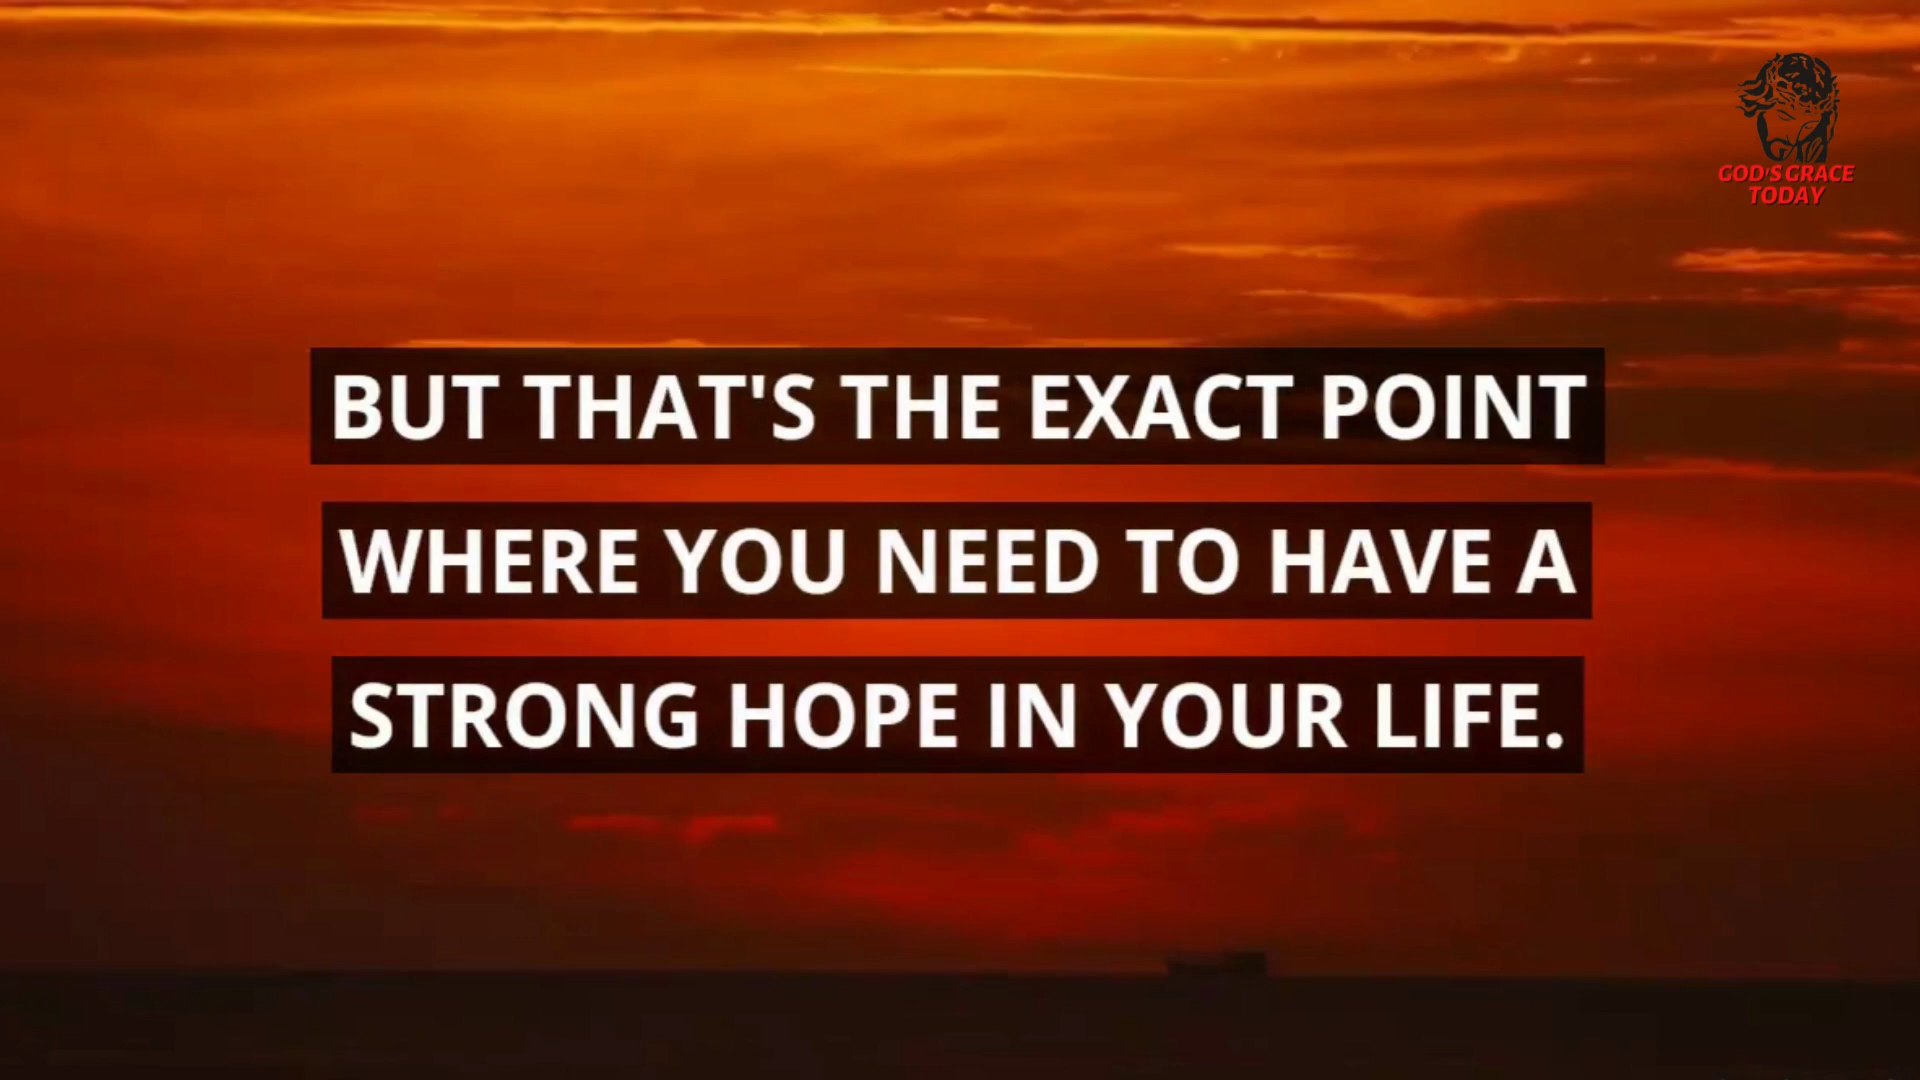 GOD'S GRACE
TODAY
BUT THAT'S THE EXACT POINT
WHERE YOU NEED TO HAVE A
STRONG HOPE IN YOUR LIFE.